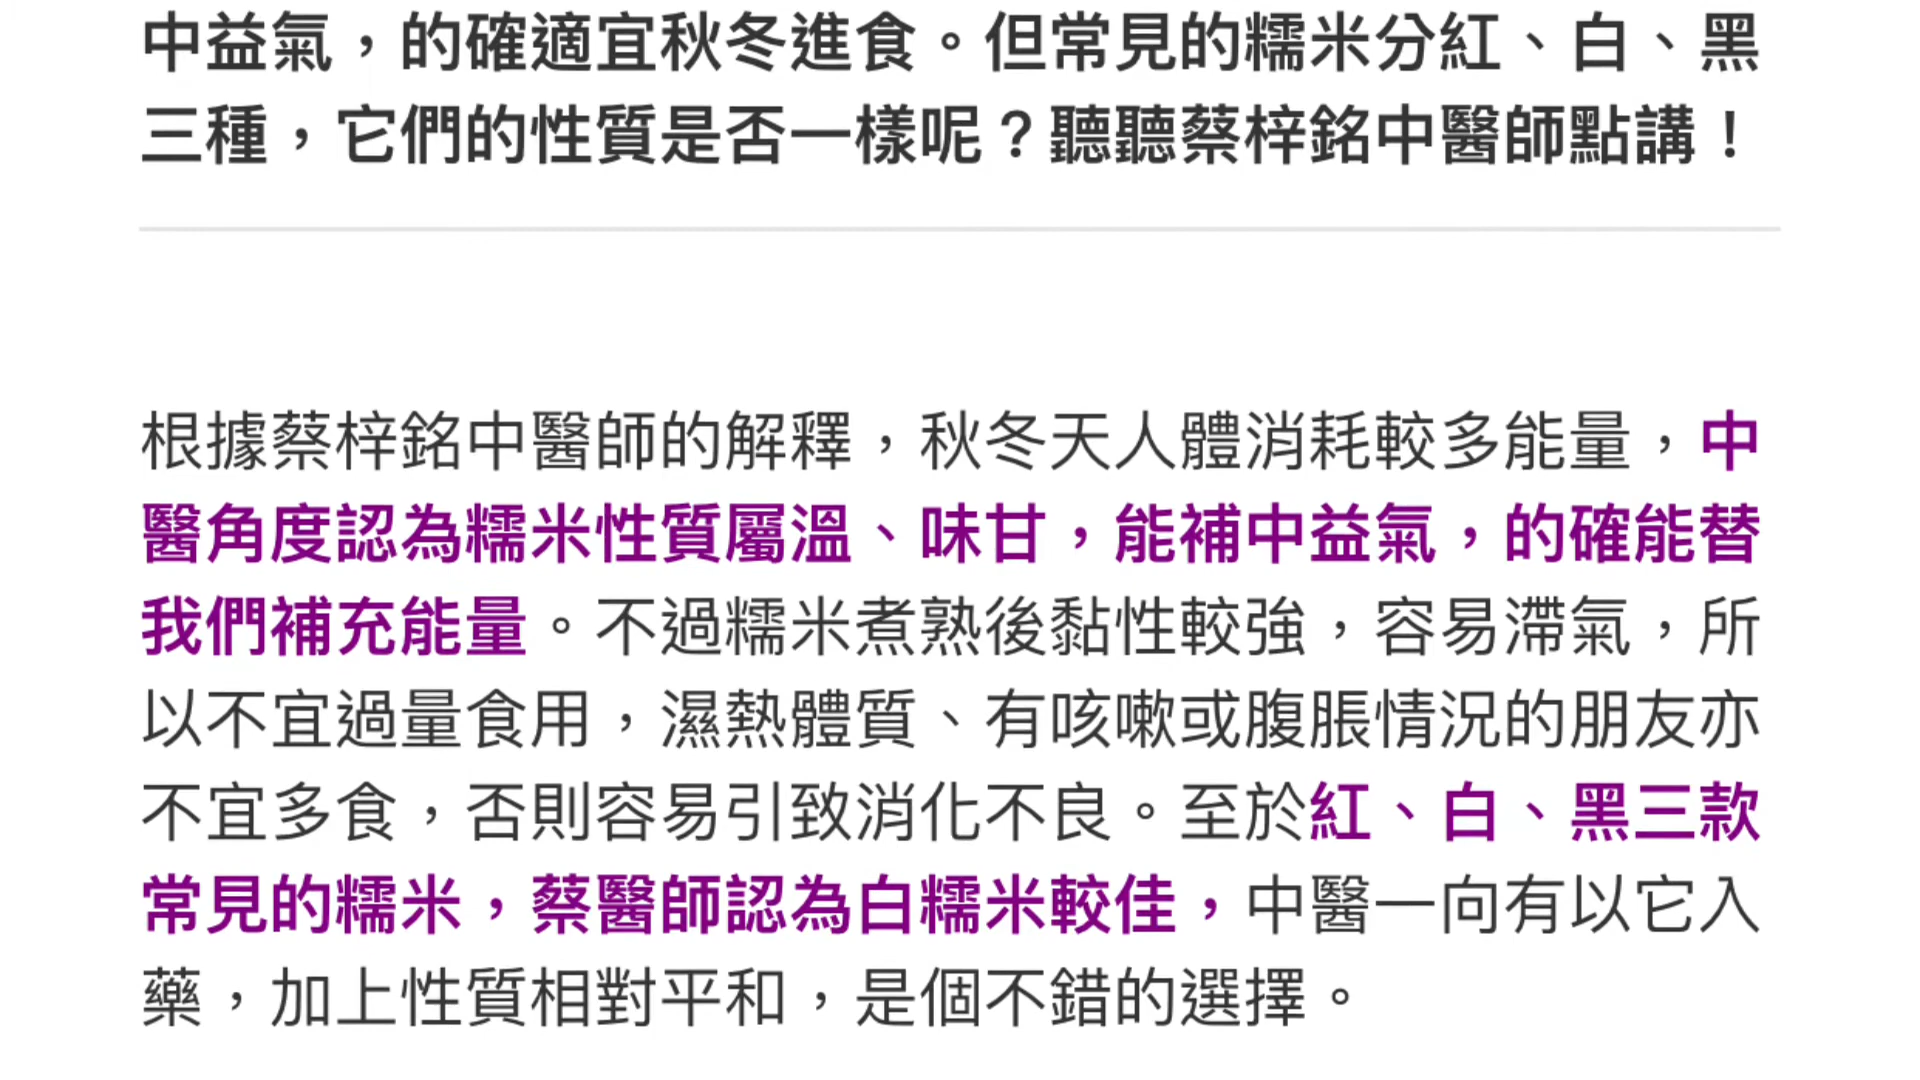 中益氣，的確適宜秋冬進食。但常見的糯米分紅、白、黑
三種，它們的性質是否一樣呢？聽聽蔡梓銘中醫師點講！
根據蔡梓銘中醫師的解釋，秋冬天人體消耗較多能量，中
醫角度認為糯米性質屬溫、味甘，能補中益氣，的確能替
我們補充能量。不過糯米煮熟後黏性較強，容易滯氣，所
以不宜過量食用，濕熱體質、有咳嗽或腹脹情況的朋友亦
不宜多食，否則容易引致消化不良。至於紅、白、黑三款
常見的糯米，蔡醫師認為白糯米較佳，中醫一向有以它入
藥，加上性質相對平和，是個不錯的選擇。